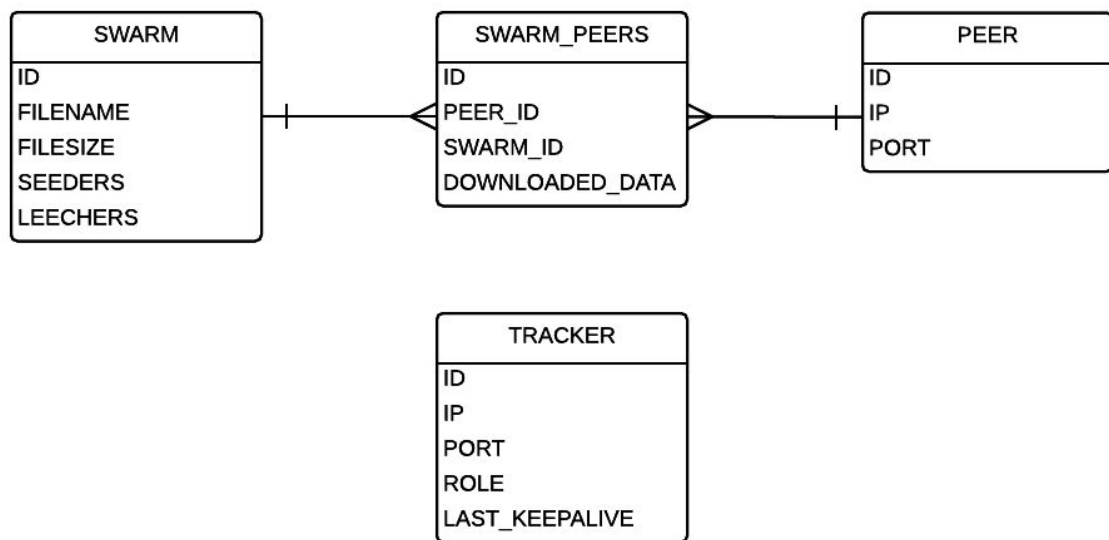 SWARM
ID
FILENAME
FILESIZE
SEEDERS
LEECHERS
SWARM_PEERS
ID
PEER_ID
SWARM_ID
DOWNLOADED_DATA
PEER
ID
IP
PORT
TRACKER
ID
IP
PORT
ROLE
LAST_KEEPALIVE